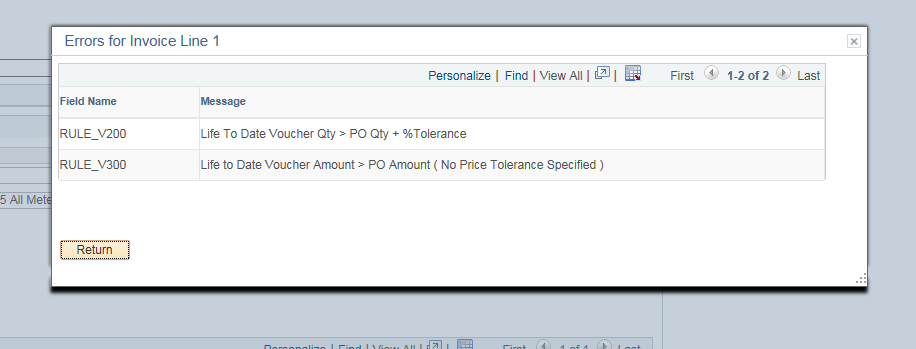 Errors for Invoice Line 1
Personalize | Find | View All | | First 1-2 of 2 Last
Field Name Message
RULE_V200 Life To Date Voucher Qty > PO Qty + %Tolerance
RULE_V300 Life to Date Voucher Amount > PO Amount ( No Price Tolerance Specified )
5 All Mete
Return
Personalize | Find | View All | | First 1 of 1 Last